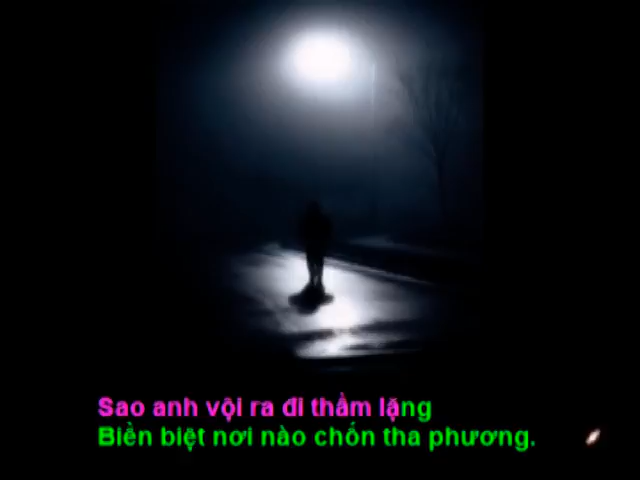 Sao anh vội ra đi thầm lặng
Biền biệt nơi nào chốn tha phương.